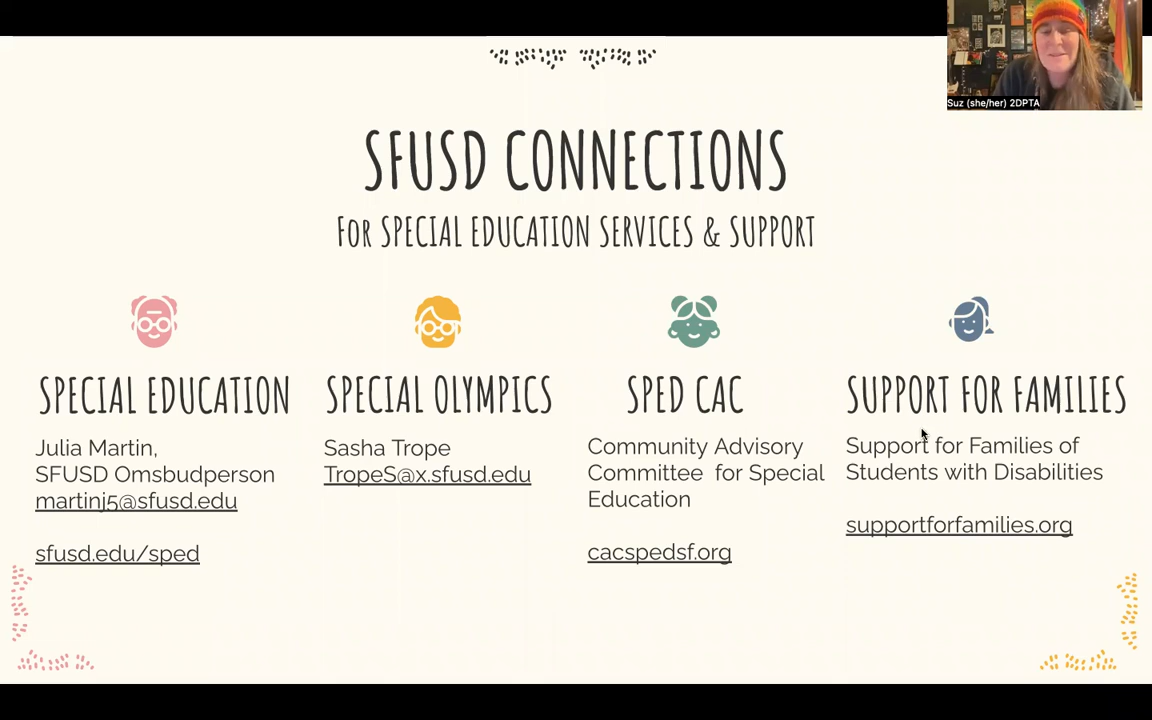 Suz (she/her) 2DPTA
SFUSD CONNECTIONS
FOR SPECIAL EDUCATION SERVICES & SUPPORT
SPECIAL EDUCATION
Julia Martin,
SFUSD Omsbudperson
martinj5@sfusd.edu
sfusd.edu/sped
SPECIAL OLYMPICS
Sasha Trope
TropeS@x.sfusd.edu
SPED CAC
Community Advisory
Committee for Special
Education
cacspedsf.org
SUPPORT FOR FAMILIES
Support for Families of
Students with Disabilities
supportforfamilies.org